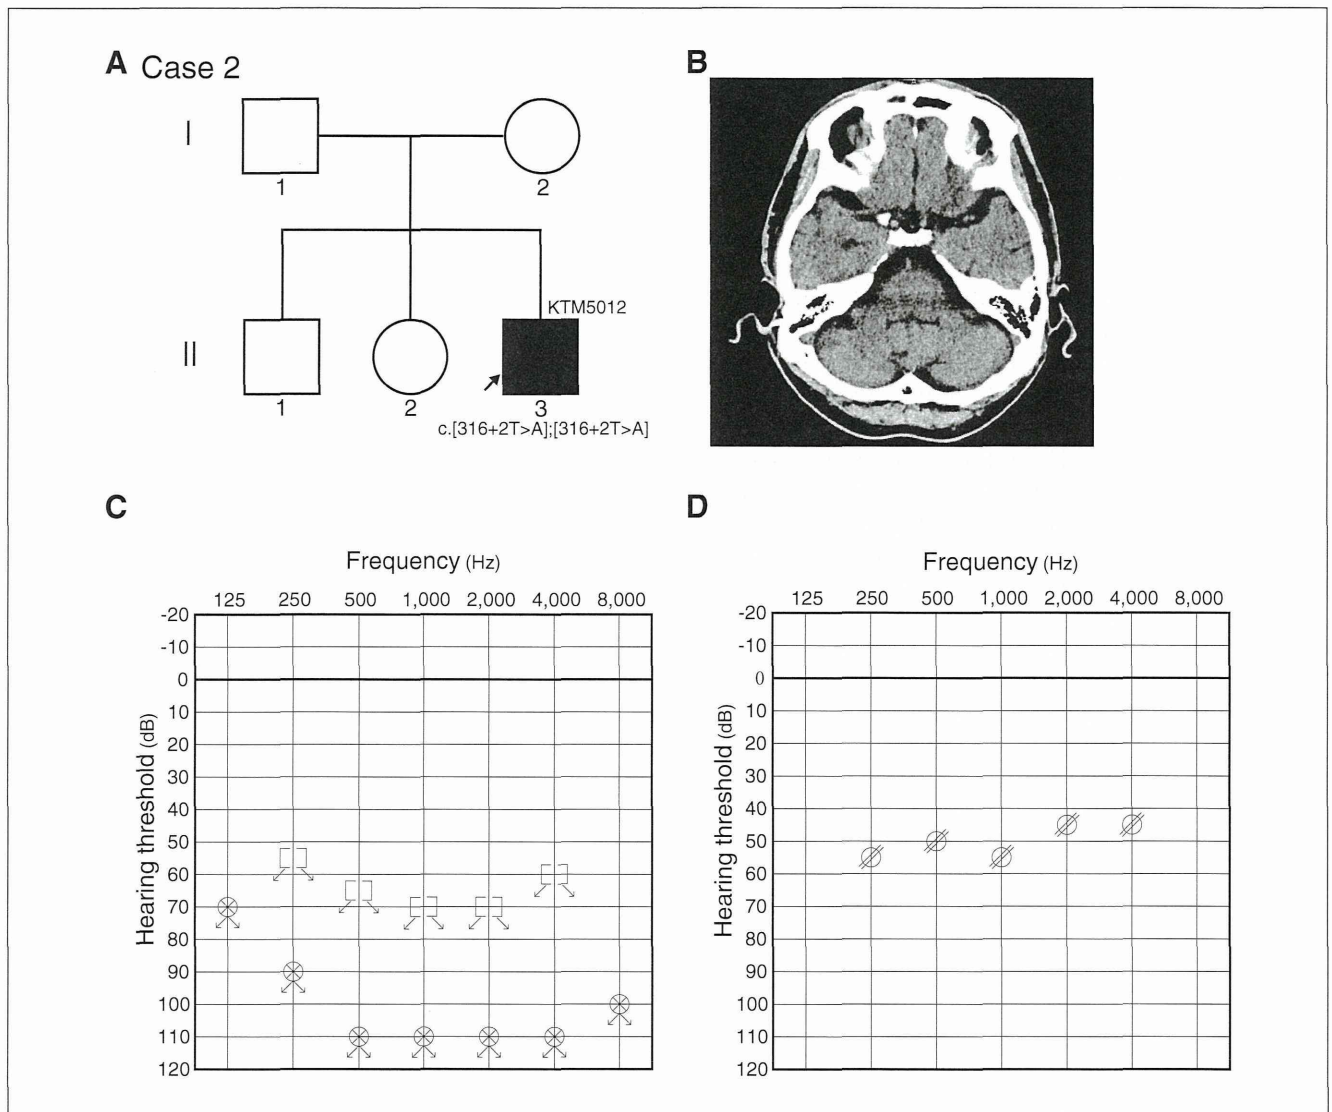 A Case 2
I
1
2
KTM5012
II
1
2
3
c.[316+2T>A];[316+2T>A]
B
C
Frequency (Hz)
125 250 500 1,000 2,000 4,000 8,000
Hearing threshold (dB)
-20
-10
0
10
20
30
40
50
60
70
80
90
100
110
120
D
Frequency (Hz)
125 250 500 1,000 2,000 4,000 8,000
Hearing threshold (dB)
-20
-10
0
10
20
30
40
50
60
70
80
90
100
110
120